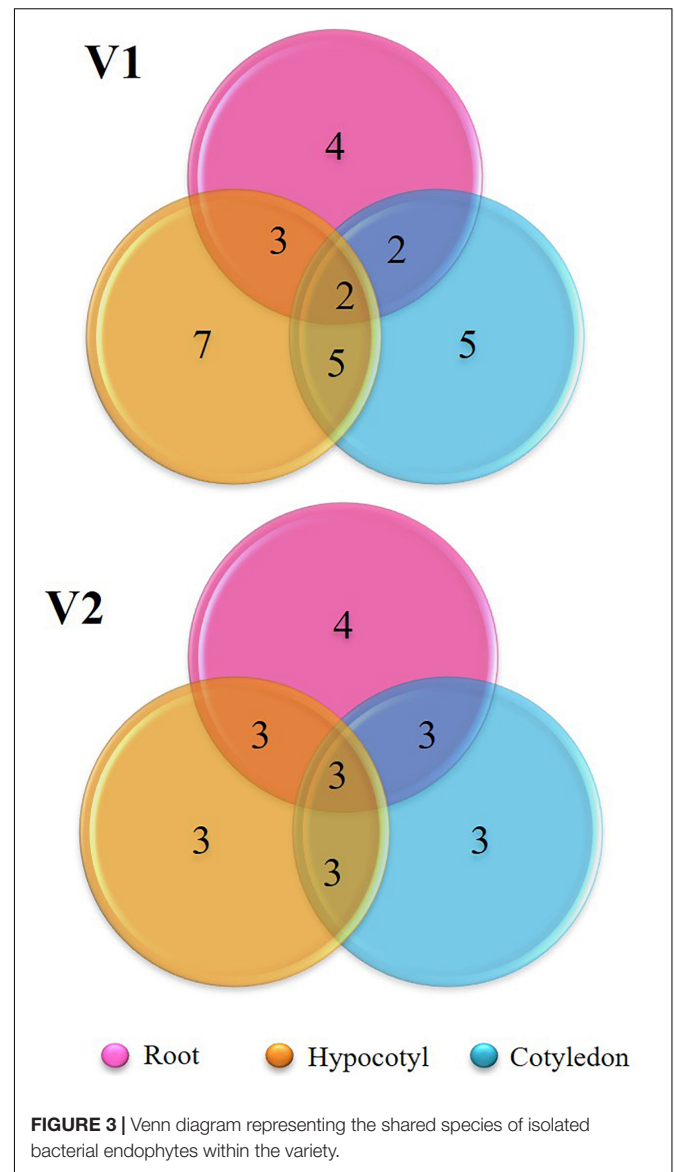 V1
4
3
2
2
7
5
5
V2
4
3
3
3
3
3
3
Root
Hypocotyl
Cotyledon
FIGURE 3 | Venn diagram representing the shared species of isolated
bacterial endophytes within the variety.